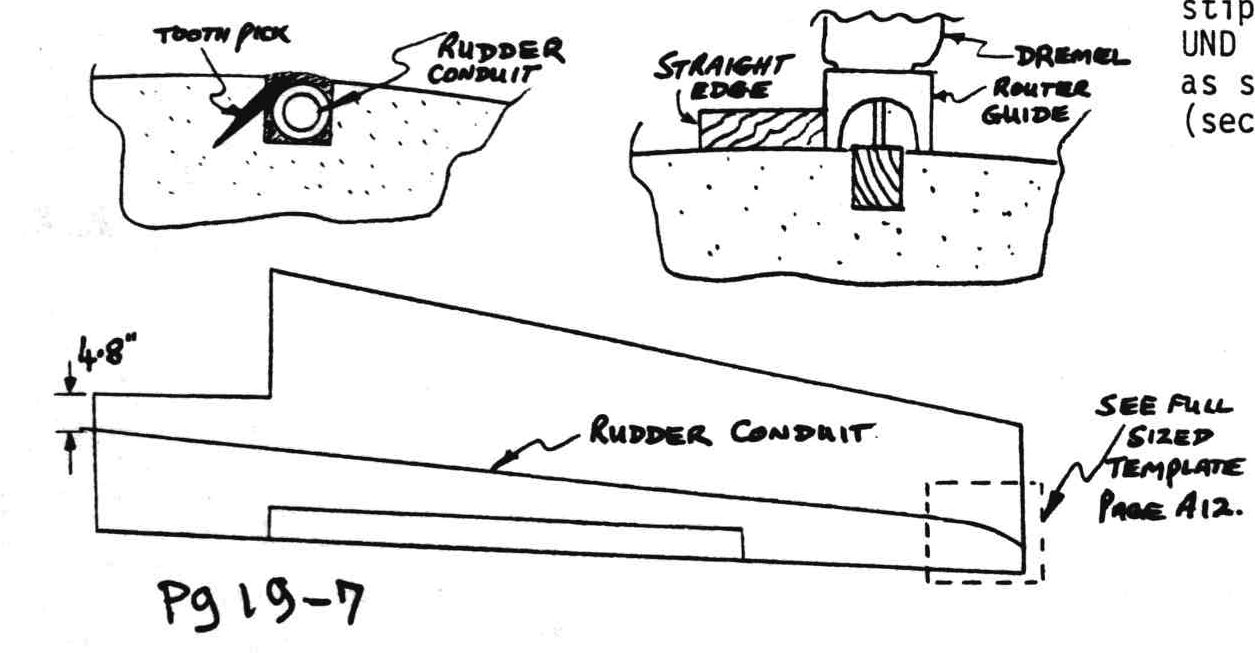 TOOTH PICK
RUDDER
CONDUIT
STRAIGHT
EDGE
DREMEL
ROUTER
GUIDE
stip
UND
as s
(sec
4.8"
RUDDER CONDUIT
SEE FULL
SIZED
TEMPLATE
PAGE A12.
Pg 19-7